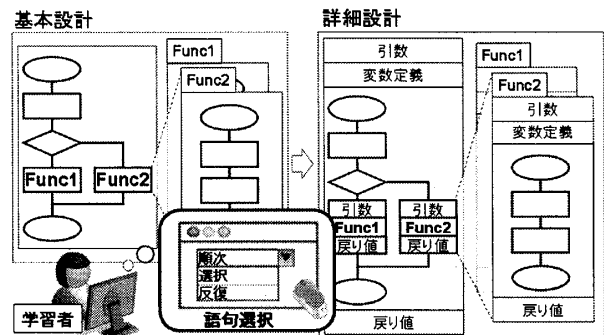 基本設計
Func1
Func2
Func1
Func2
順次
選択
反復
語句選択
学習者
詳細設計
引数
変数定義
引数
Func1
戻り値
引数
Func2
戻り値
戻り値
Func1
Func2
引数
変数定義
戻り値